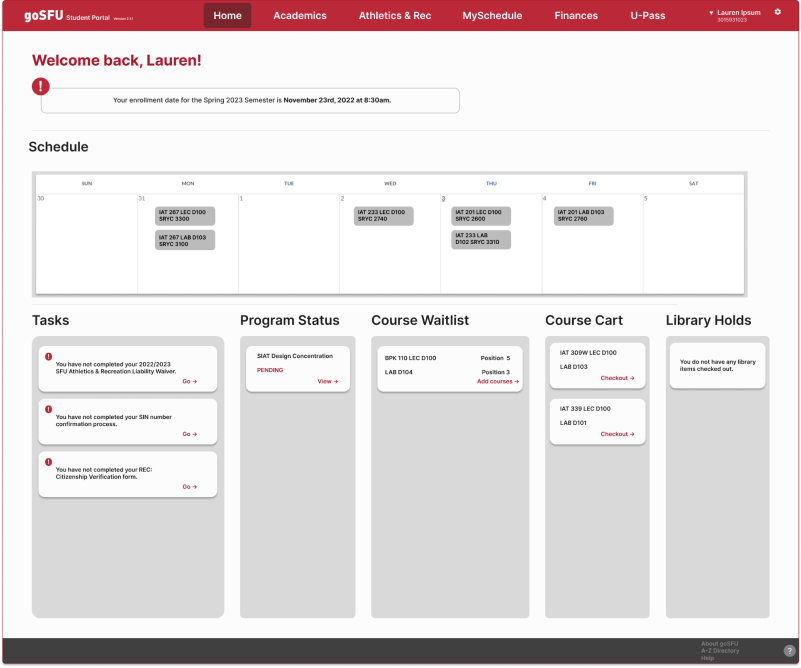 goSFU Student Portal Version 2.0.1
Home
Academics
Athletics & Rec
MySchedule
Finances
U-Pass
Lauren Ipsum
3015931023
Welcome back, Lauren!
!
Your enrollment date for the Spring 2023 Semester is November 23rd, 2022 at 8:30am.
Schedule
SUN MON TUE WED THU FRI SAT
30 31 1 2 3 4 5
IAT 267 LEC D100
SRYC 3300
IAT 267 LAB D103
SRYC 3100
IAT 233 LEC D100
SRYC 2740
IAT 201 LEC D100
SRYC 2600
IAT 233 LAB
D102 SRYC 3310
IAT 201 LAB D103
SRYC 2760
Tasks
!
You have not completed your 2022/2023
SFU Athletics & Recreation Liability Waiver.
Go →
!
You have not completed your SIN number
confirmation process.
Go →
!
You have not completed your REC:
Citizenship Verification form.
Go →
Program Status
SIAT Design Concentration
PENDING
View →
Course Waitlist
BPK 110 LEC D100 Position 5
LAB D104 Position 3
Add courses →
Course Cart
IAT 309W LEC D100
LAB D103
Checkout →
IAT 339 LEC D100
LAB D101
Checkout →
Library Holds
You do not have any library
items checked out.
About goSFU
A-Z Directory
Help
?